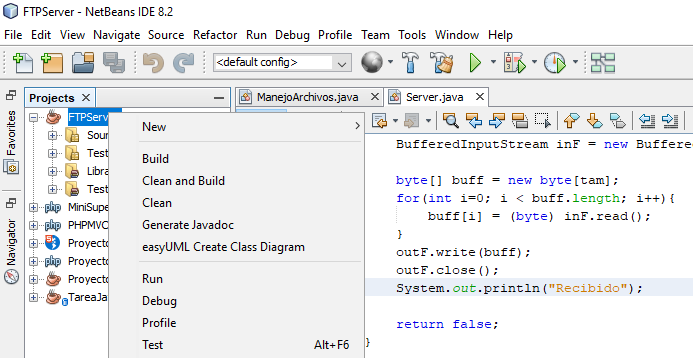 FTPServer - NetBeans IDE 8.2
File Edit View Navigate Source Refactor Run Debug Profile Team Tools Window Help
<default config>
Projects
ManejoArchivos.java
Server.java
Favorites
Navigator
FTPServ
Sour
Test
Libra
Test
MiniSupe
PHPMVC
Proyecto
Proyecto
Proyecto
TareaJa
New
Build
Clean and Build
Clean
Generate Javadoc
easyUML Create Class Diagram
Run
Debug
Profile
Test Alt+F6
BufferedInputStream inF = new Buffere
byte[] buff = new byte[tam];
for(int i=0; i < buff.length; i++){
buff[i] = (byte) inF.read();
}
outF.write(buff);
outF.close();
System.out.println("Recibido");
return false;
}